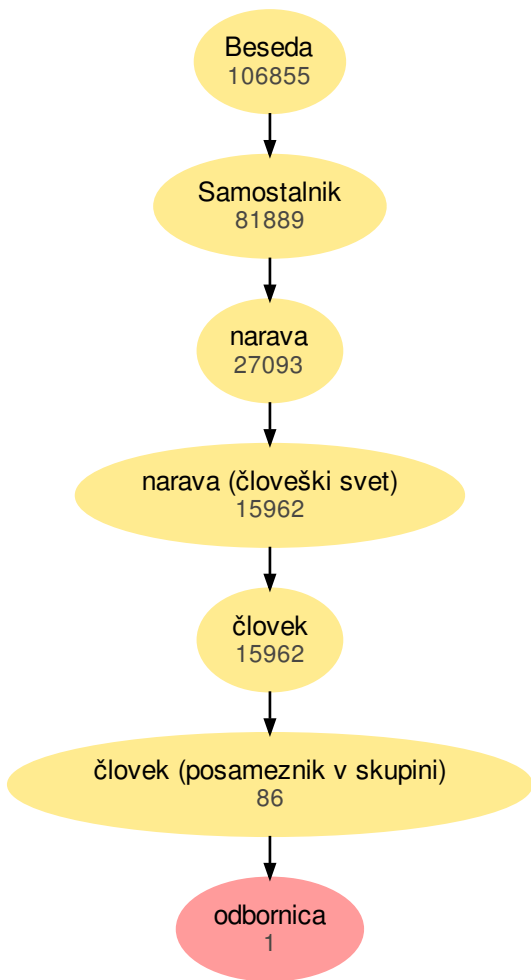 Beseda
106855
Samostalnik
81889
narava
27093
narava (človeški svet)
15962
človek
15962
človek (posameznik v skupini)
86
odbornica
1